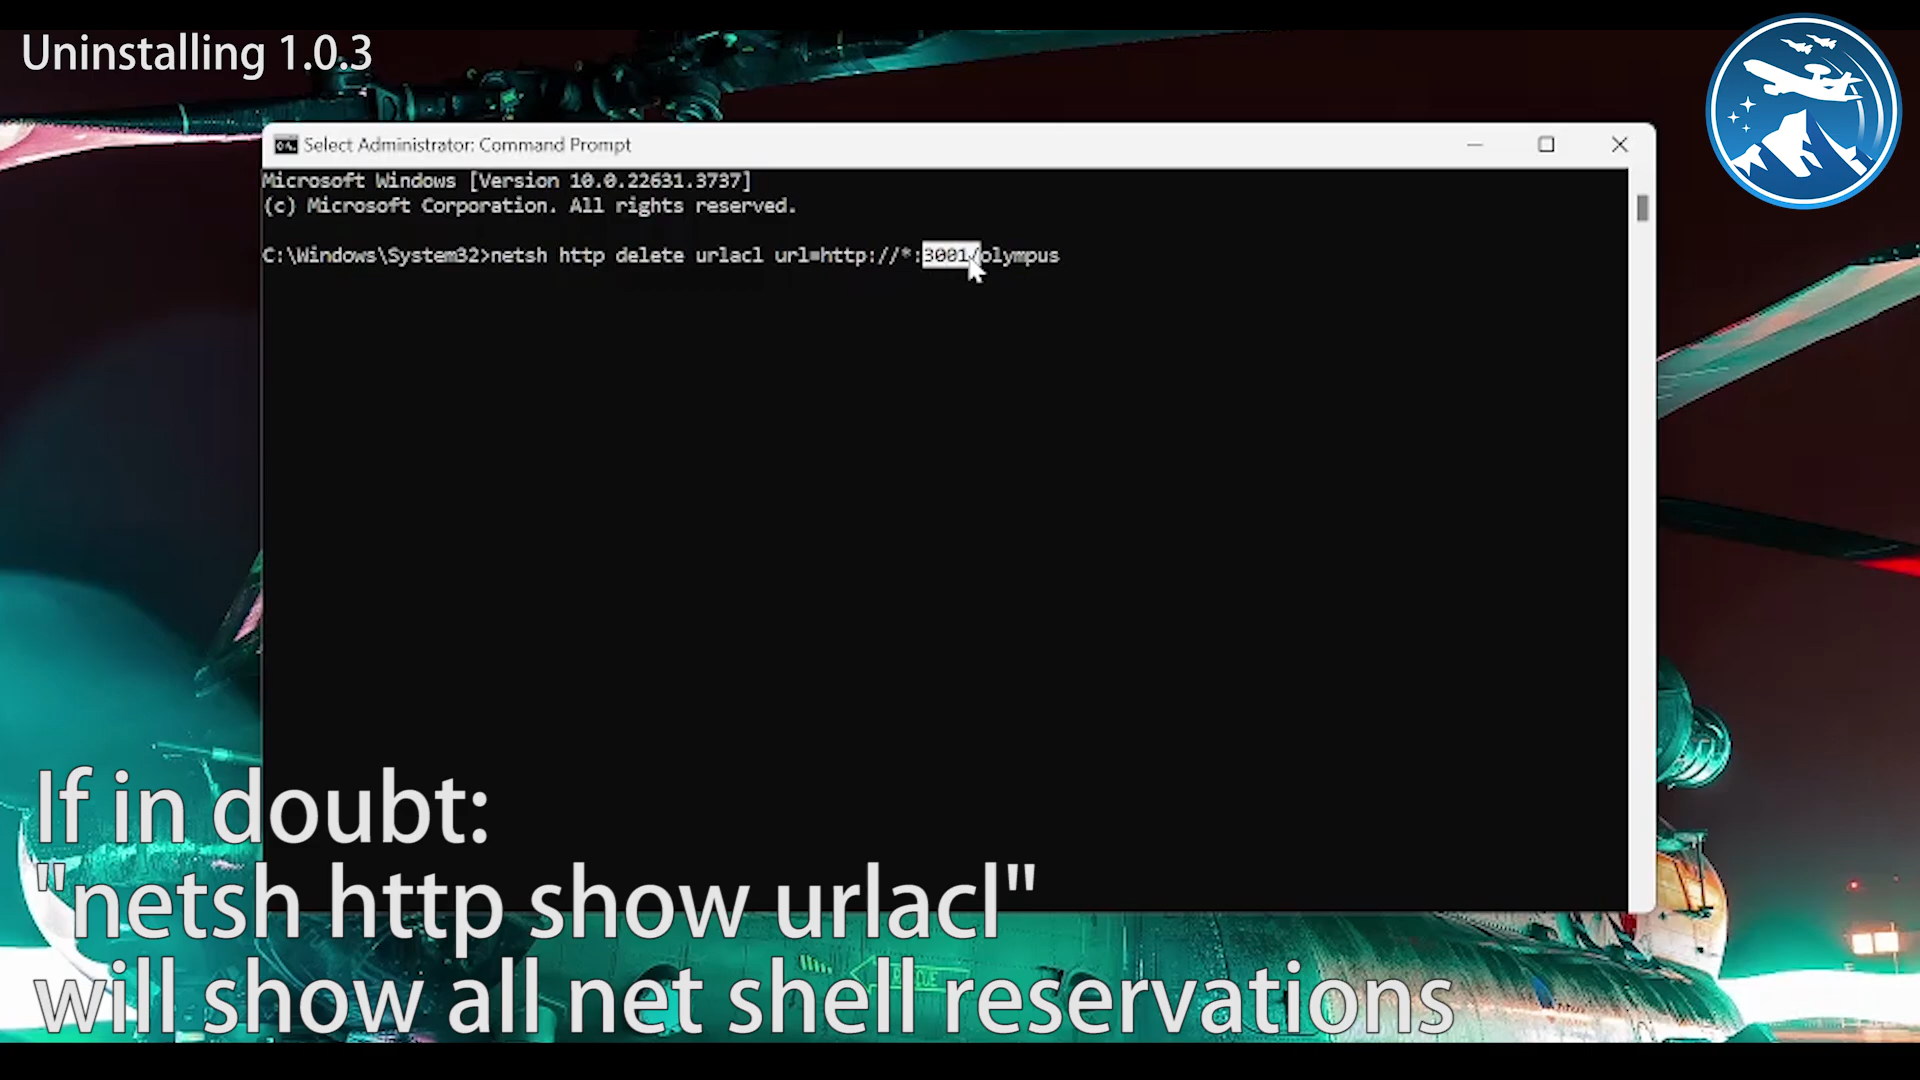 Uninstalling 1.0.3
Select Administrator: Command Prompt
Microsoft Windows [Version 10.0.22631.3737]
(c) Microsoft Corporation. All rights reserved.
C:\Windows\System32>netsh http delete urlacl url=http://*:3001/olympus
If in doubt:
"netsh http show urlacl"
will show all net shell reservations
RESCUE